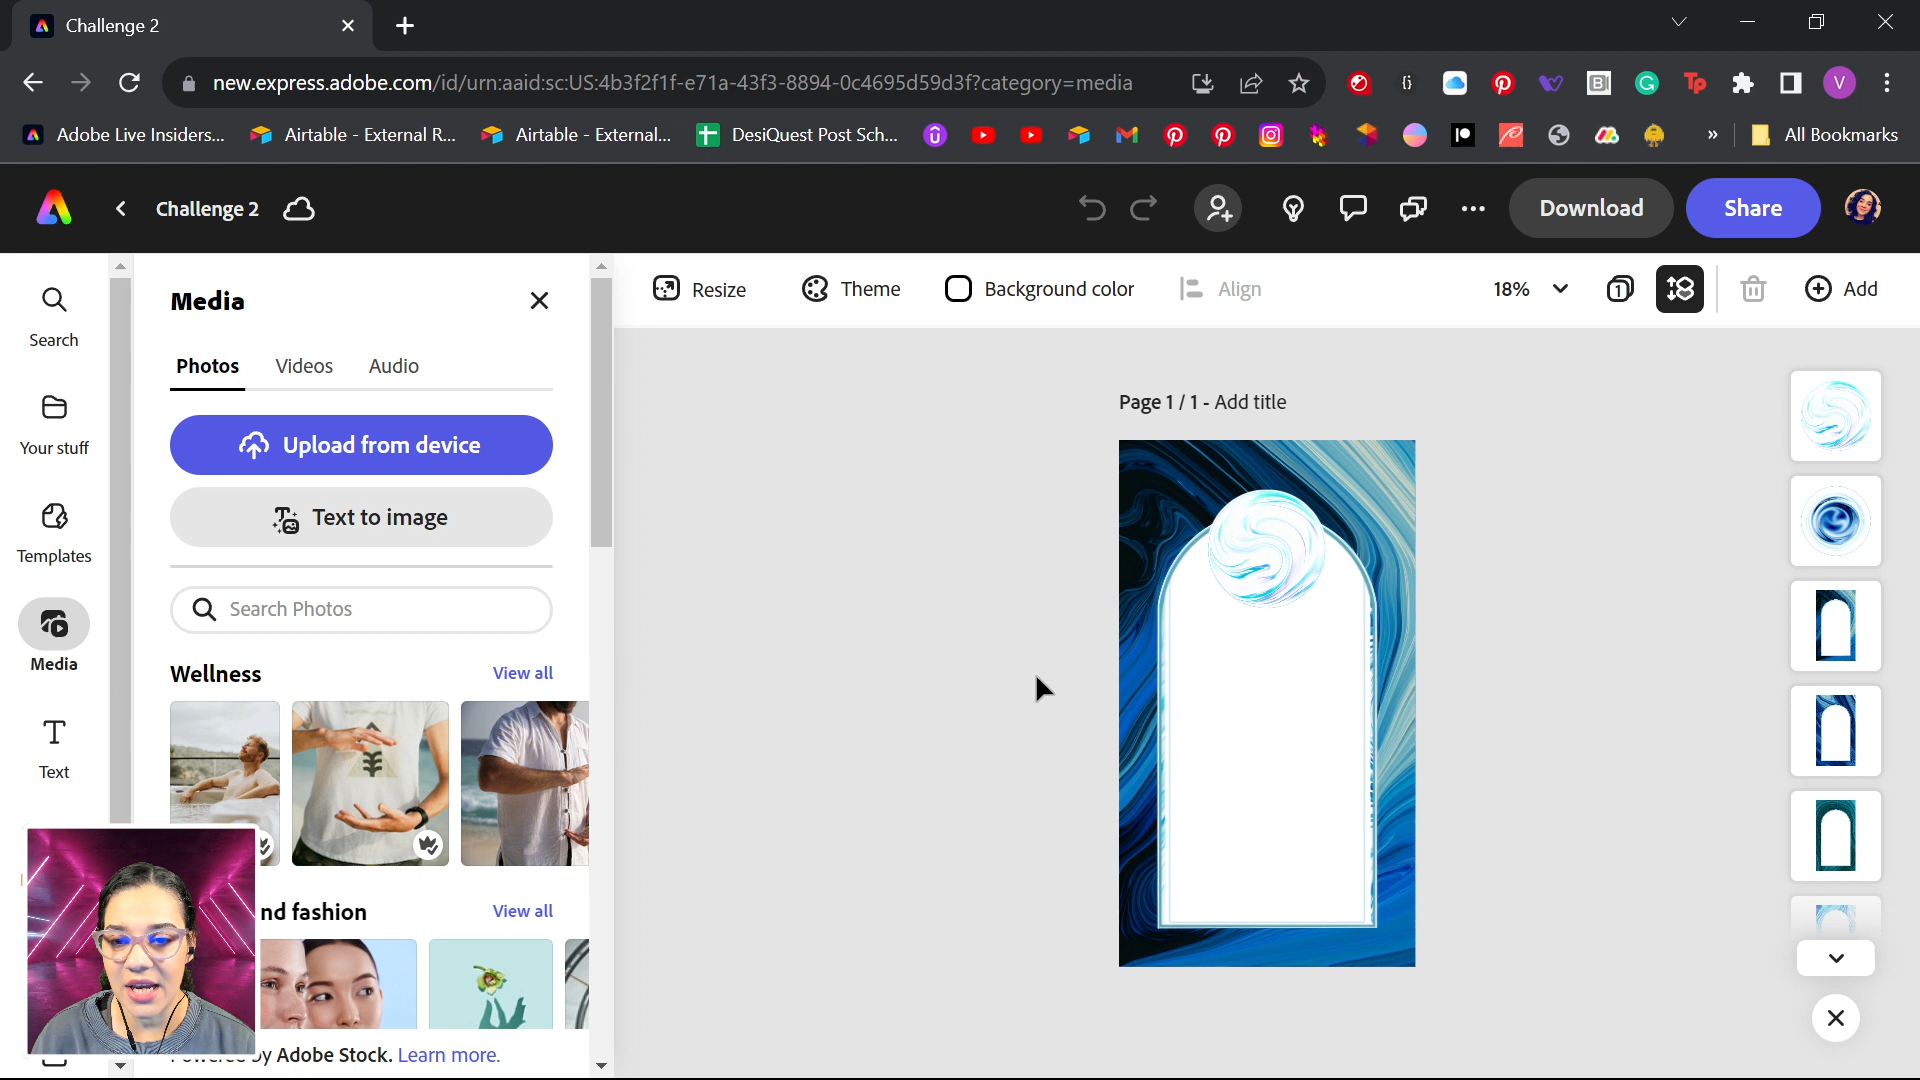 Challenge 2
new.express.adobe.com/id/urn:aaid:sc:US:4b3f2f1f-e71a-43f3-8894-0c4695d59d3f?category=media
Adobe Live Insiders...
Airtable - External R...
Airtable - External...
DesiQuest Post Sch...
All Bookmarks
Challenge 2
Download
Share
Media
Resize
Theme
Background color
Align
18%
1
Add
Search
Photos
Videos
Audio
Your stuff
Upload from device
Text to image
Templates
Search Photos
Media
Wellness
View all
Text
nd fashion
View all
by Adobe Stock. Learn more.
Page 1 / 1 - Add title
V
Tp